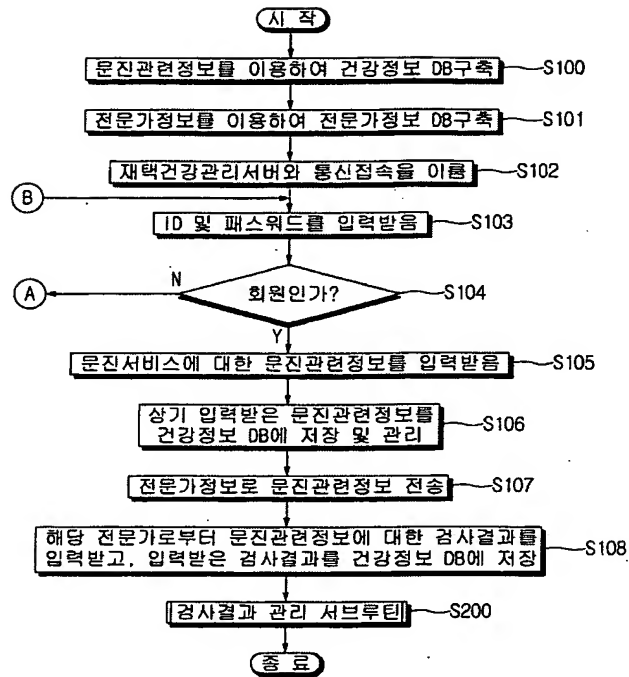 시 작
문진관련정보를 이용하여 건강정보 DB구축 S100
전문가정보를 이용하여 전문가정보 DB구축 S101
재택건강관리서버와 통신접속을 이룸 S102
B
ID 및 패스워드를 입력받음 S103
N
A
회원인가? S104
Y
문진서비스에 대한 문진관련정보를 입력받음 S105
상기 입력받은 문진관련정보를
건강정보 DB에 저장 및 관리 S106
전문가정보로 문진관련정보 전송 S107
해당 전문가로부터 문진관련정보에 대한 검사결과를
입력받고, 입력받은 검사결과를 건강정보 DB에 저장 S108
검사결과 관리 서브루틴 S200
종 료